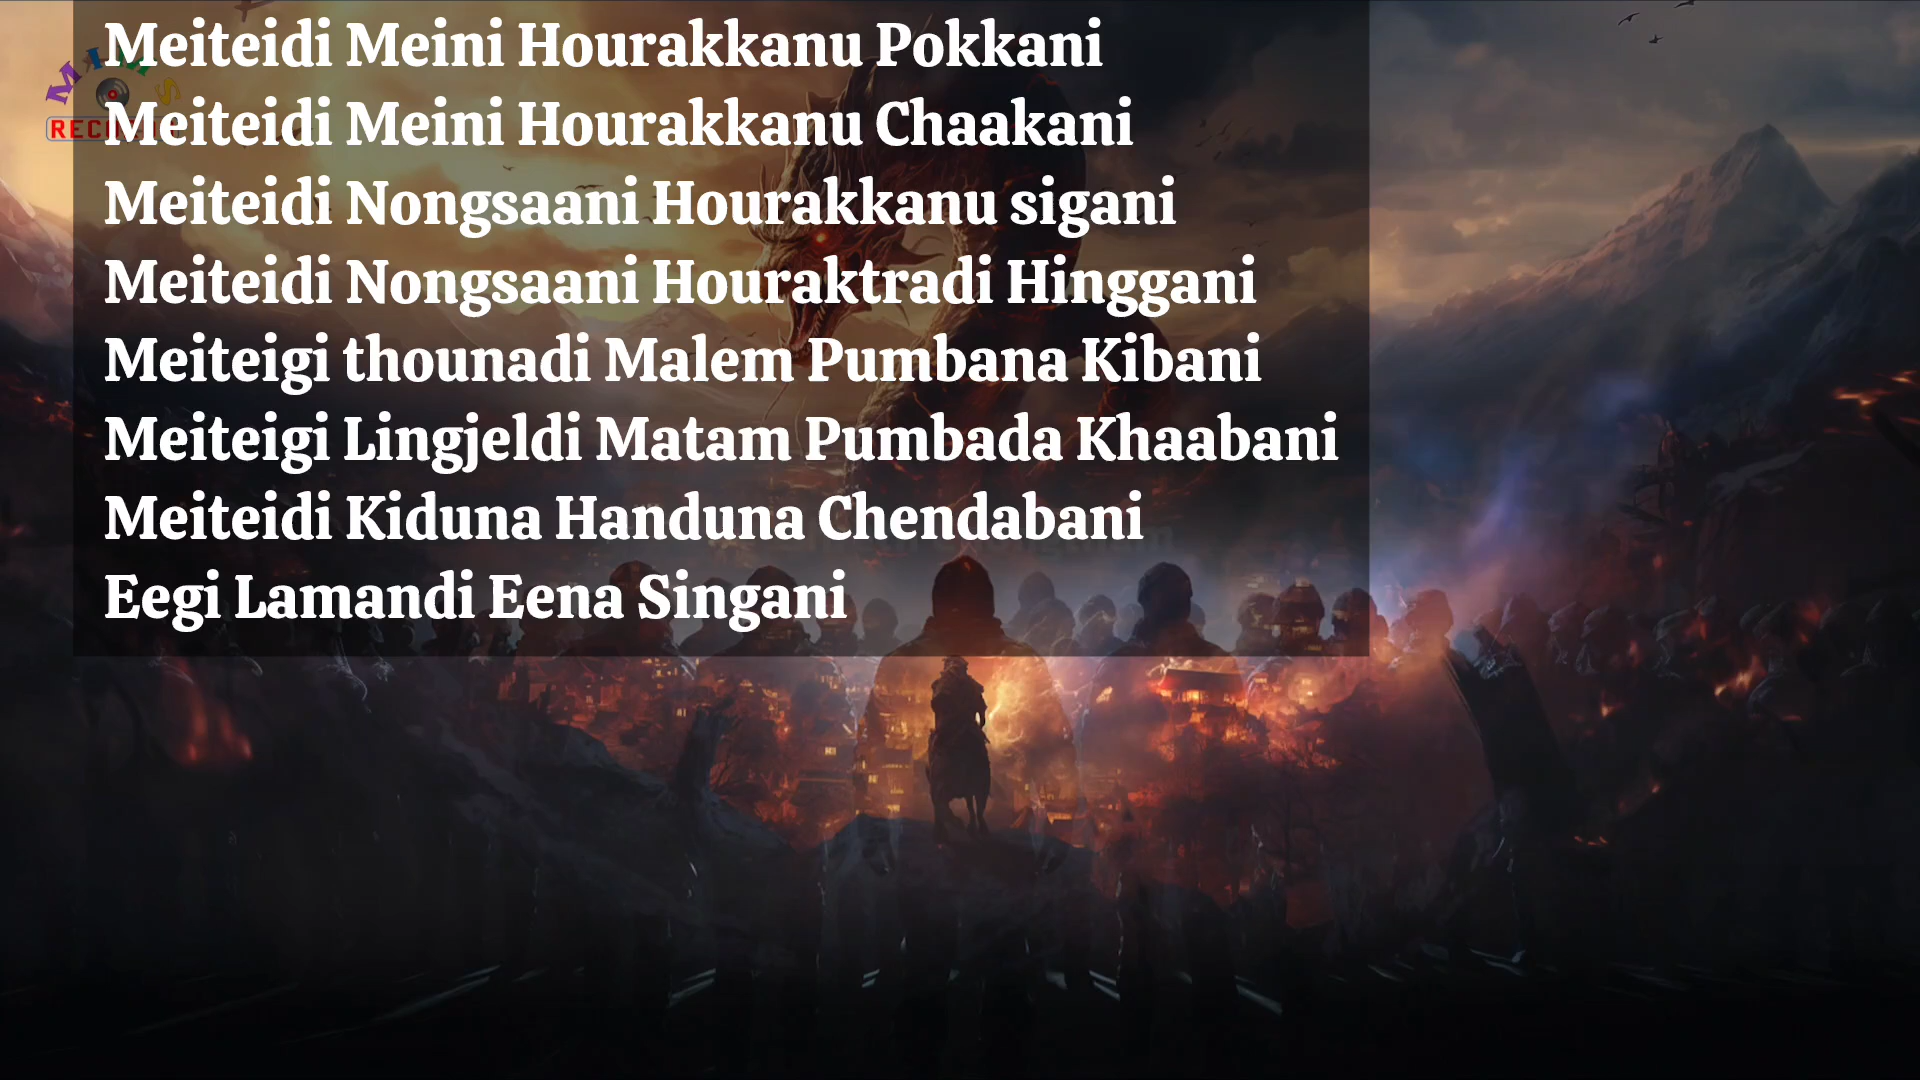 Meiteidi Meini Hourakkanu Pokkani
Meiteidi Meini Hourakkanu Chaakani
Meiteidi Nongsaani Hourakkanu sigani
Meiteidi Nongsaani Houraktradi Hinggani
Meiteigi thounadi Malem Pumbana Kibani
Meiteigi Lingjeldi Matam Pumbada Khaabani
Meiteidi Kiduna Handuna Chendabani
Eegi Lamandi Eena Singani